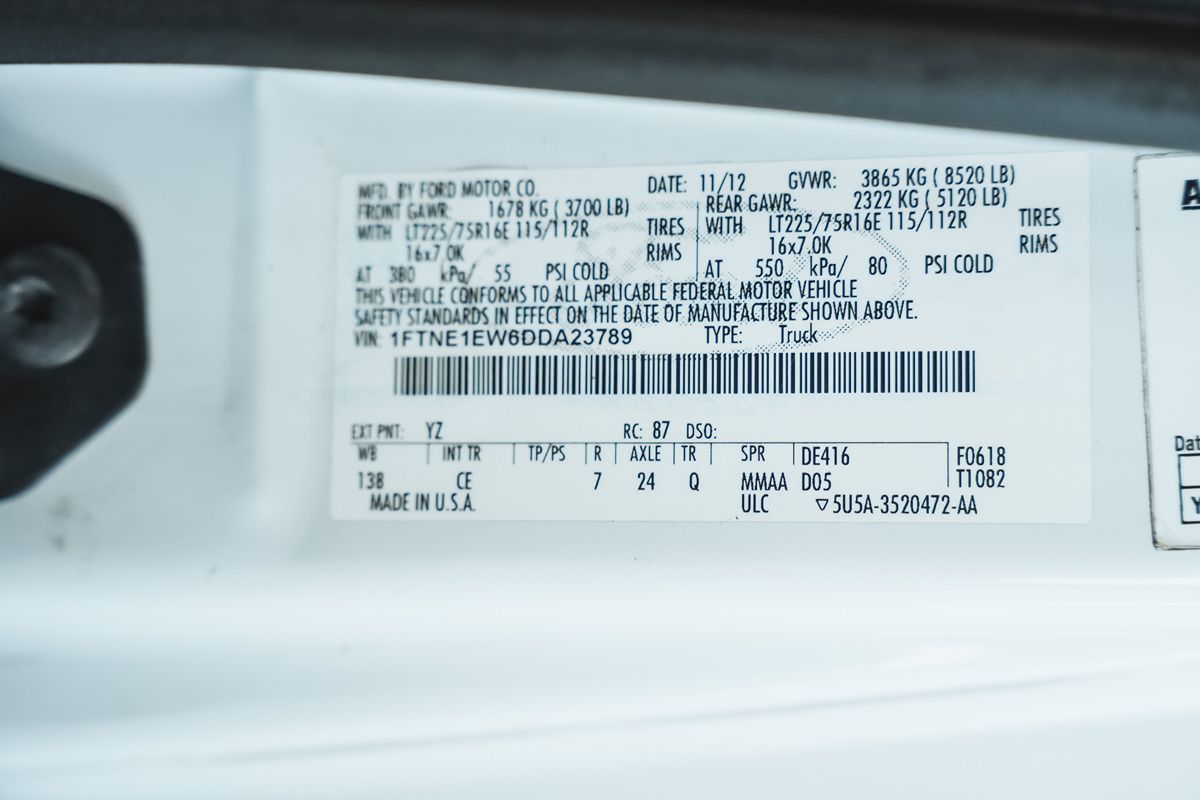 MFD. BY FORD MOTOR CO. DATE: 11/12 GVWR: 3865 KG ( 8520 LB)
FRONT GAWR: 1678 KG ( 3700 LB) REAR GAWR: 2322 KG ( 5120 LB)
WITH LT225/75R16E 115/112R TIRES WITH LT225/75R16E 115/112R TIRES
16x7.0K RIMS 16x7.0K RIMS
AT 380 kPa/ 55 PSI COLD AT 550 kPa/ 80 PSI COLD
THIS VEHICLE CONFORMS TO ALL APPLICABLE FEDERAL MOTOR VEHICLE
SAFETY STANDARDS IN EFFECT ON THE DATE OF MANUFACTURE SHOWN ABOVE.
VIN: 1FTNE1EW6DDA23789 TYPE: Truck
EXT PNT: YZ RC: 87 DSO:
WB INT TR TP/PS R AXLE TR SPR DE416 F0618
138 CE 7 24 Q MMAA D05 T1082
MADE IN U.S.A. ULC ▽5U5A-3520472-AA
A
Dat
Y